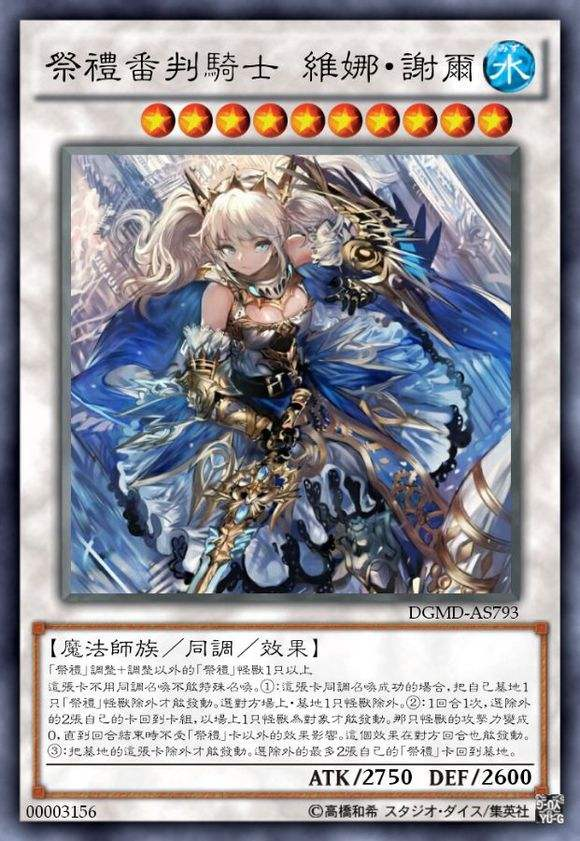 祭禮審判騎士 維娜・謝爾
みず
水
DGMD-AS793
【魔法師族／同調／效果】
「祭禮」調整+調整以外的「祭禮」怪獸1只以上
這張卡不用同調召喚不能特殊召喚。①：這張卡同調召喚成功的場合，把自己墓地1
只「祭禮」怪獸除外才能發動。選對方場上・墓地1只怪獸除外。②：1回合1次，選除外
的2張自己的卡回到卡組，以場上1只怪獸為對象才能發動。那只怪獸的攻擊力變成
0，直到回合結束時不受「祭禮」卡以外的效果影響。這個效果在對方回合也能發動。
③：把墓地的這張卡除外才能發動。選除外的最多2張自己的「祭禮」卡回到墓地。
ATK/2750 DEF/2600
00003156
©高橋和希 スタジオ・ダイス/集英社